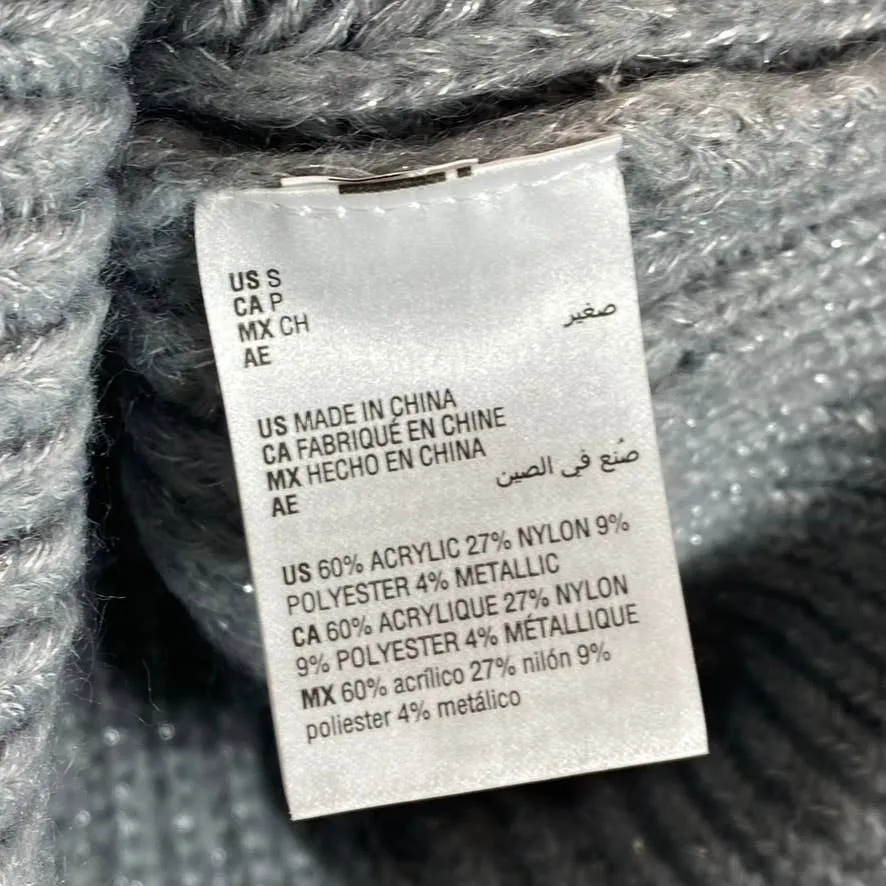 US S
CA P
MX CH
AE صغير
US MADE IN CHINA
CA FABRIQUÉ EN CHINE
MX HECHO EN CHINA
AE صُنع في الصين
US 60% ACRYLIC 27% NYLON 9%
POLYESTER 4% METALLIC
CA 60% ACRYLIQUE 27% NYLON
9% POLYESTER 4% MÉTALLIQUE
MX 60% acrílico 27% nilón 9%
poliester 4% metálico